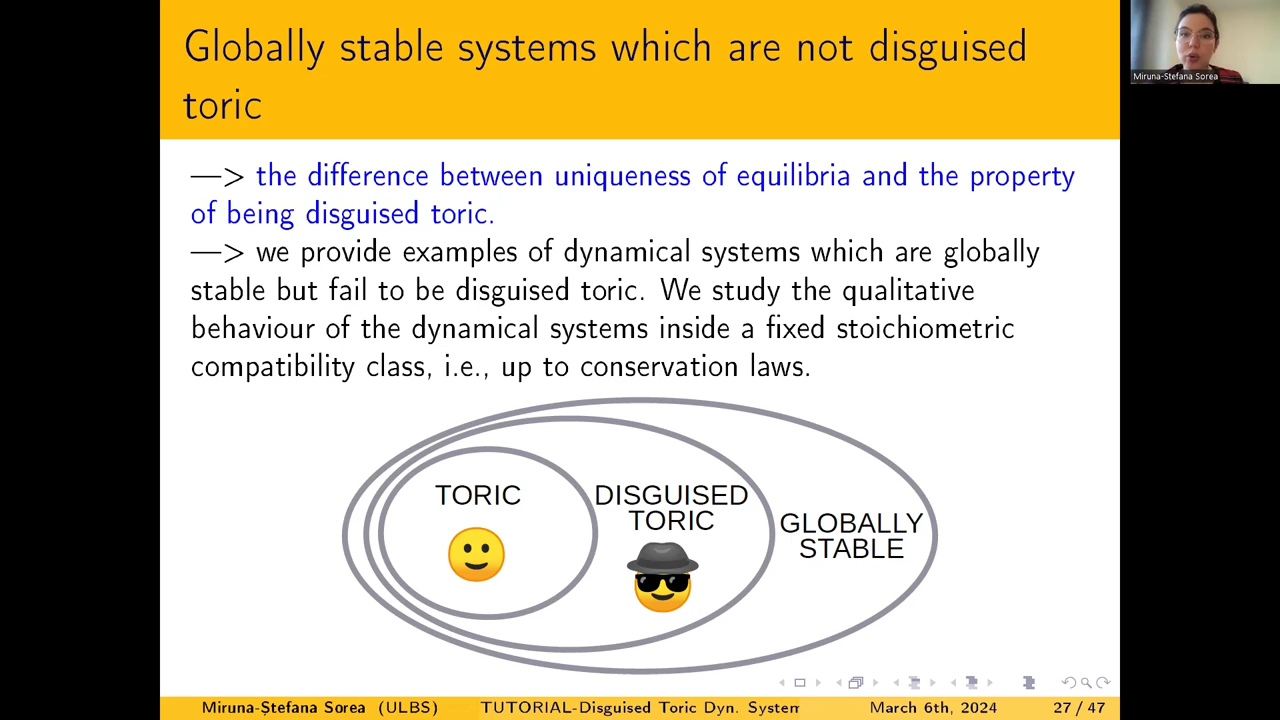 Globally stable systems which are not disguised
toric
Miruna-Stefana Sorea
—> the difference between uniqueness of equilibria and the property
of being disguised toric.
—> we provide examples of dynamical systems which are globally
stable but fail to be disguised toric. We study the qualitative
behaviour of the dynamical systems inside a fixed stoichiometric
compatibility class, i.e., up to conservation laws.
TORIC
DISGUISED
TORIC
GLOBALLY
STABLE
Miruna-Ștefana Sorea (ULBS) TUTORIAL-Disguised Toric Dyn. System March 6th, 2024 27 / 47